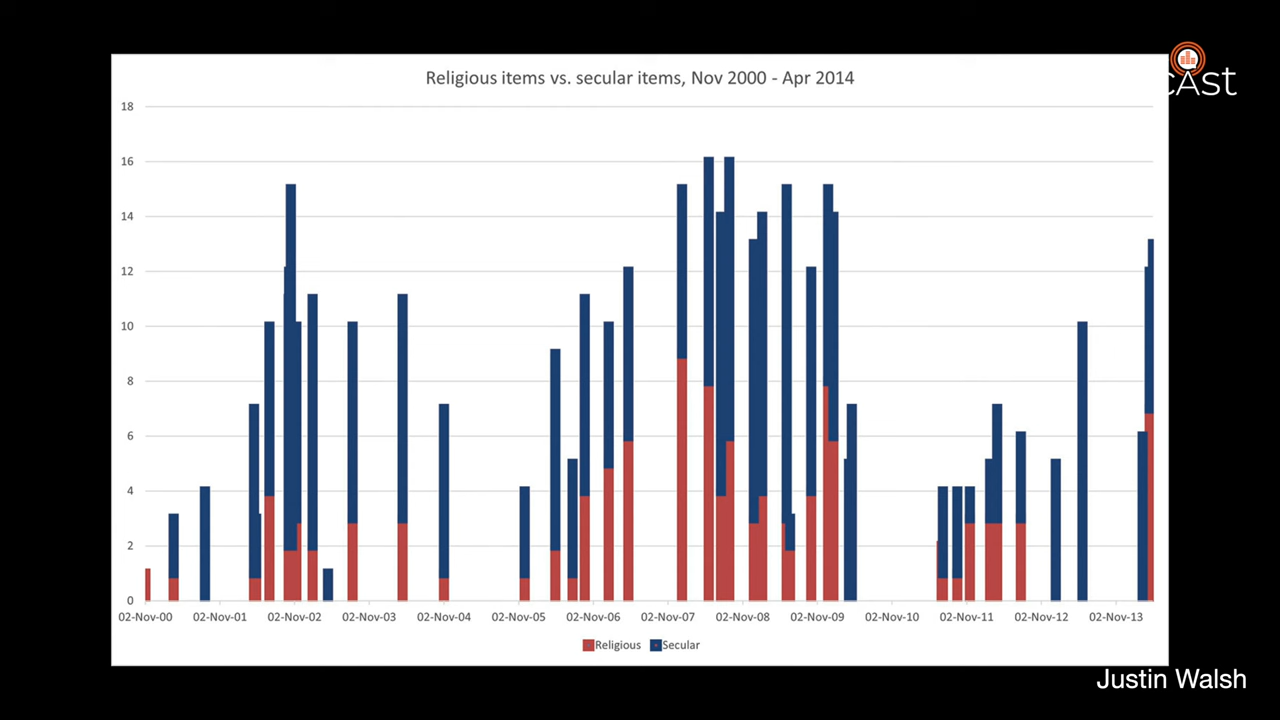 Religious items vs. secular items, Nov 2000 - Apr 2014
cAst
18
16
14
12
10
8
6
4
2
0
02-Nov-00 02-Nov-01 02-Nov-02 02-Nov-03 02-Nov-04 02-Nov-05 02-Nov-06 02-Nov-07 02-Nov-08 02-Nov-09 02-Nov-10 02-Nov-11 02-Nov-12 02-Nov-13
Religious Secular
Justin Walsh